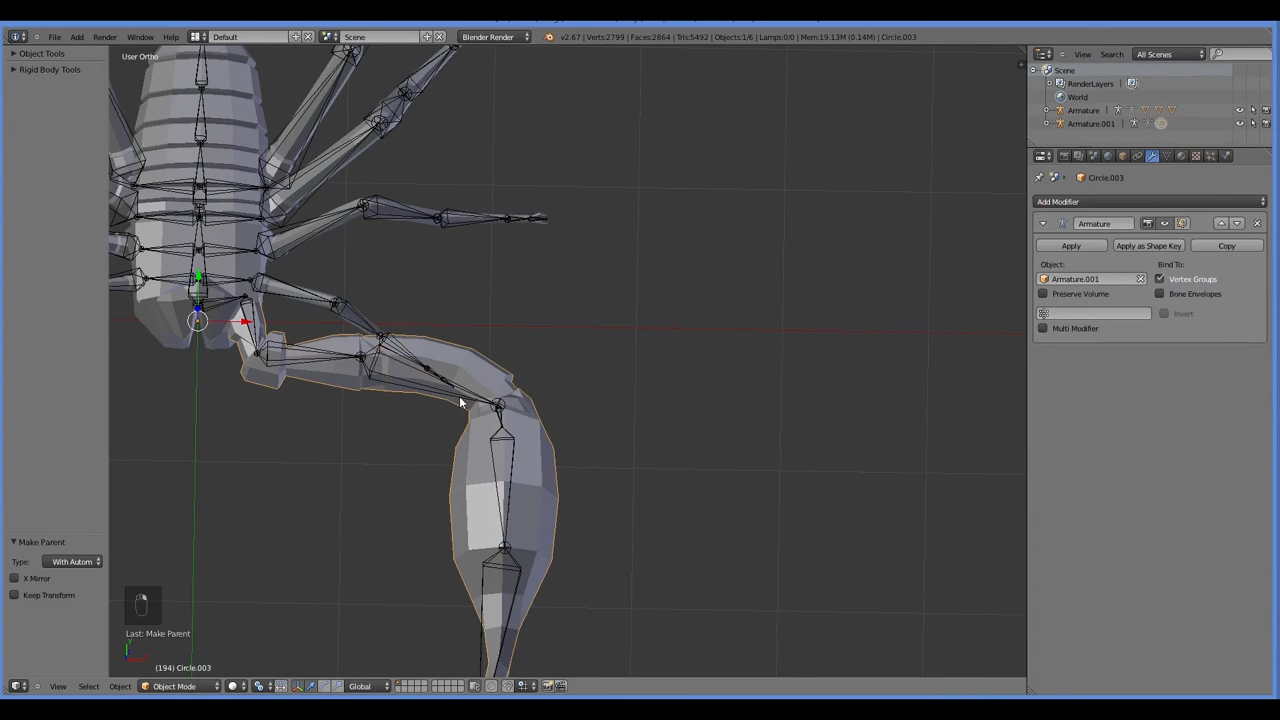 File Add Render Window Help Default Scene Blender Render v2.67 | Verts:2799 | Faces:2864 | Tris:5492 | Objects:1/6 | Lamps:0/0 | Mem:19.13M (0.14M) | Circle.003
Object Tools
Rigid Body Tools
User Ortho
View Search All Scenes
Scene
RenderLayers
World
Armature
Armature.001
Circle.003
Add Modifier
Armature
Apply Apply as Shape Key Copy
Object: Bind To:
Armature.001 Vertex Groups
Preserve Volume Bone Envelopes
Invert
Multi Modifier
Make Parent
Type: With Autom
X Mirror
Keep Transform
Last: Make Parent
(194) Circle.003
View Select Object Object Mode Global